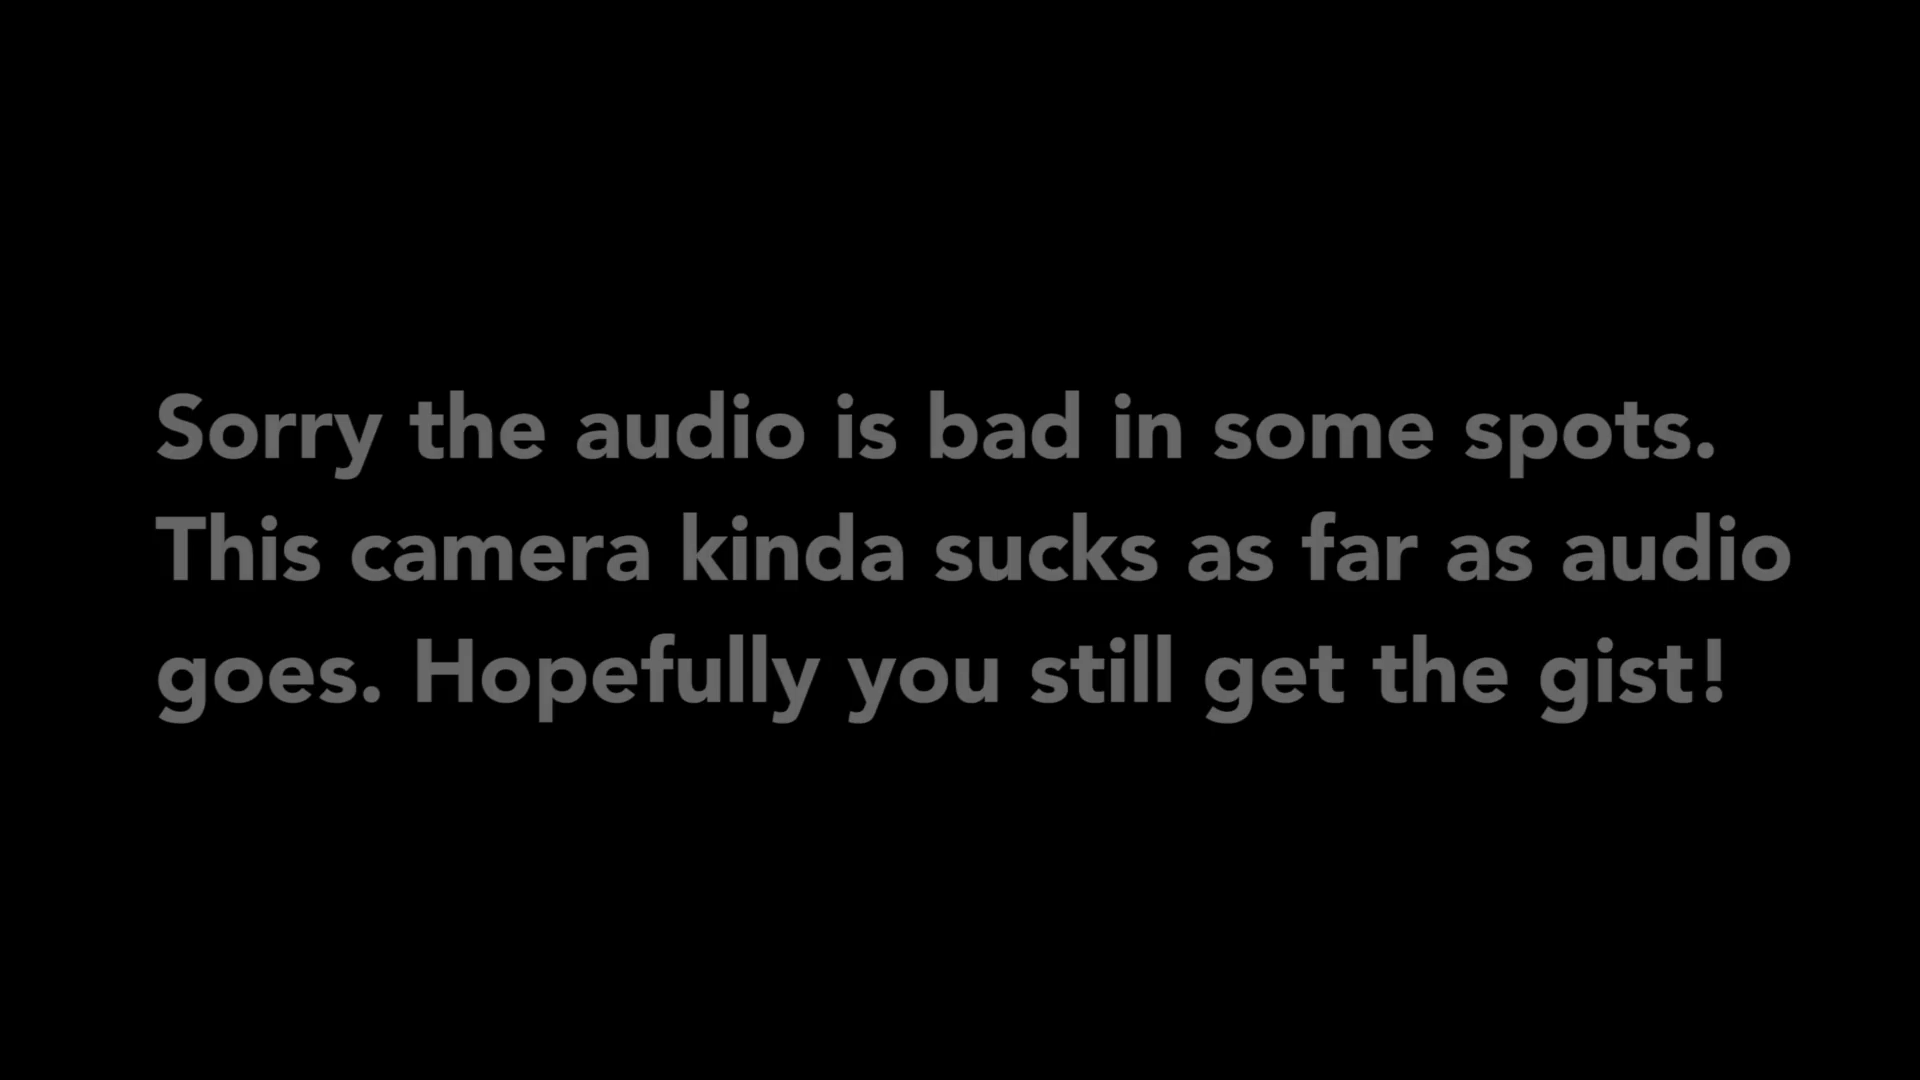 Sorry the audio is bad in some spots.
This camera kinda sucks as far as audio
goes. Hopefully you still get the gist!